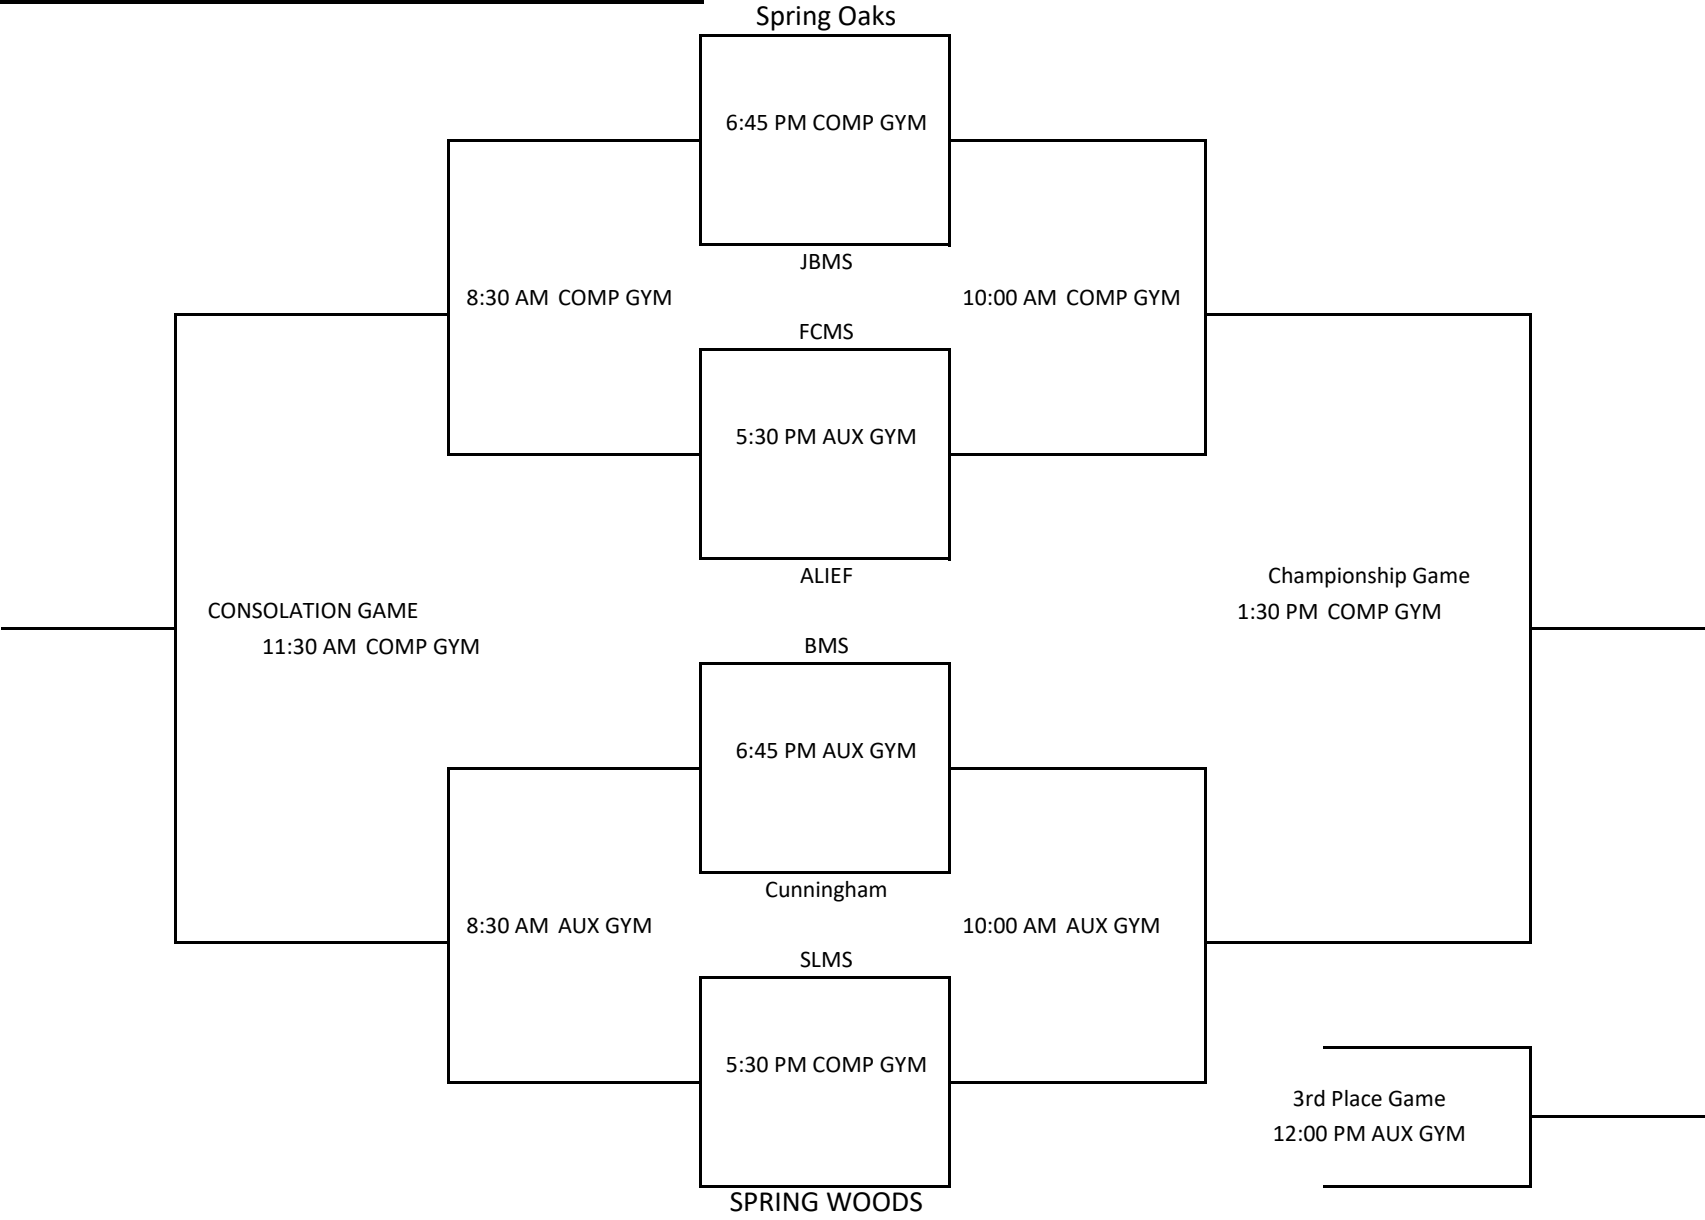 Spring Oaks
6:45 PM COMP GYM
JBMS
8:30 AM COMP GYM
10:00 AM COMP GYM
FCMS
5:30 PM AUX GYM
ALIEF
Championship Game
CONSOLATION GAME
1:30 PM COMP GYM
11:30 AM COMP GYM
BMS
6:45 PM AUX GYM
Cunningham
8:30 AM AUX GYM
10:00 AM AUX GYM
SLMS
5:30 PM COMP GYM
3rd Place Game
12:00 PM AUX GYM
SPRING WOODS